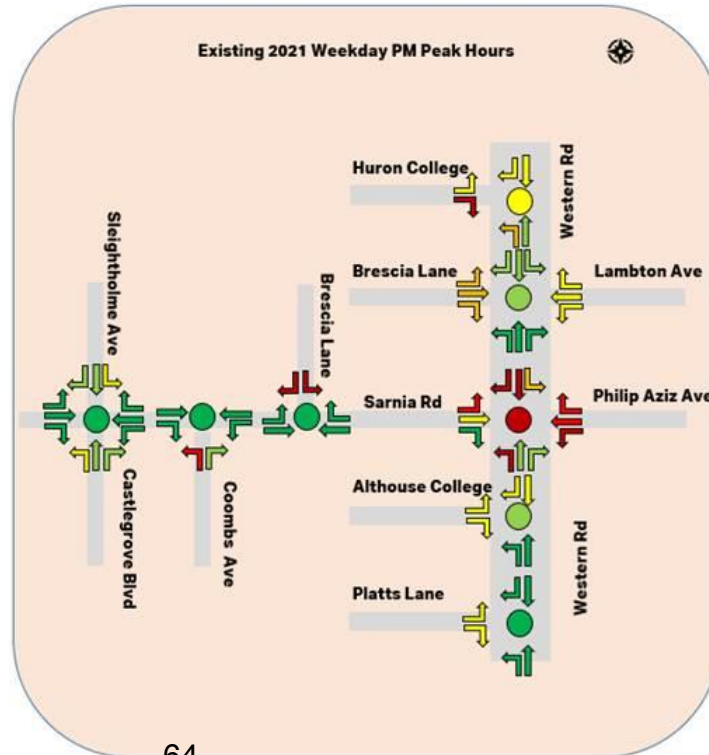 Existing 2021 Weekday PM Peak Hours
Huron College
Western Rd
Brescia Lane
Lambton Ave
Sleightholme Ave
Brescia Lane
Sarnia Rd
Philip Aziz Ave
Castlegrove Blvd
Coombs Ave
Althouse College
Western Rd
Platts Lane
64